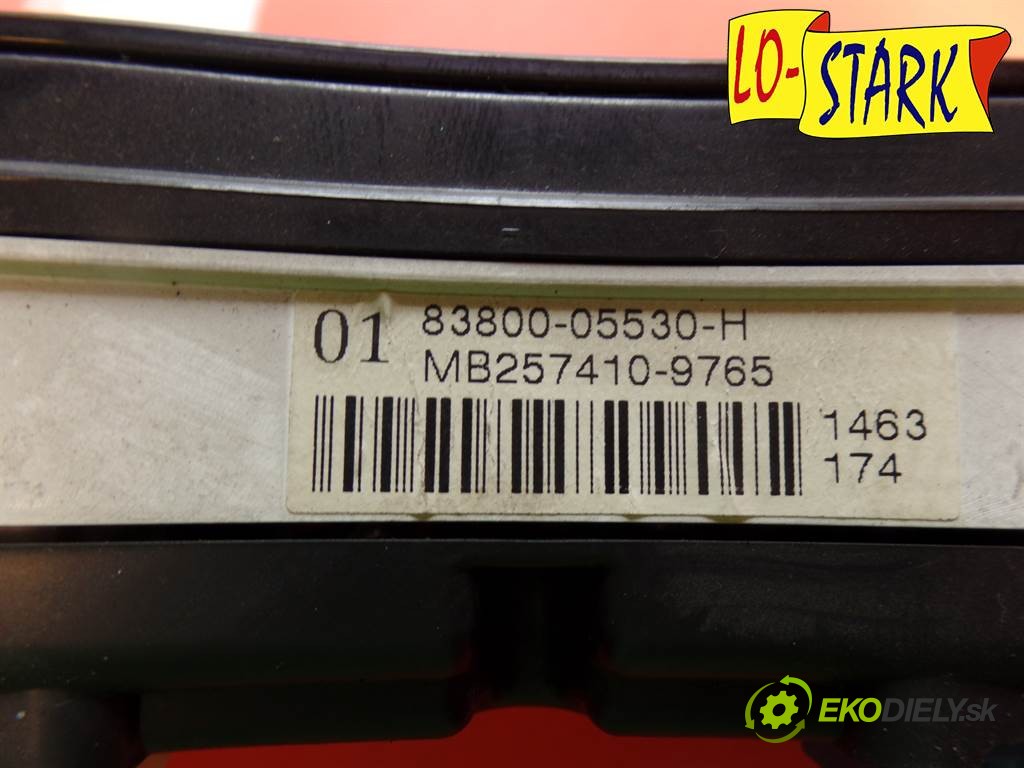 LO-STARK
01 83800-05530-H
MB257410-9765
1463
174
EKODIELY.sk